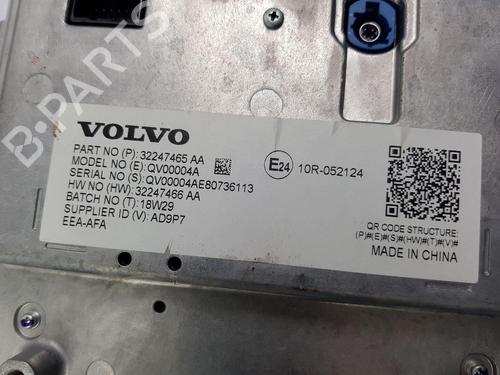 VOLVO
PART NO (P): 32247465 AA
MODEL NO (E): QV00004A
SERIAL NO (S): QV00004AE80736113
HW NO (HW): 32247466 AA
BATCH NO (T): 18W29
SUPPLIER ID (V): AD9P7
EEA-AFA
E24 10R-052124
QR CODE STRUCTURE:
(P)#(E)#(S)#(HW)#(T)#(V)#
MADE IN CHINA
B-PARTS